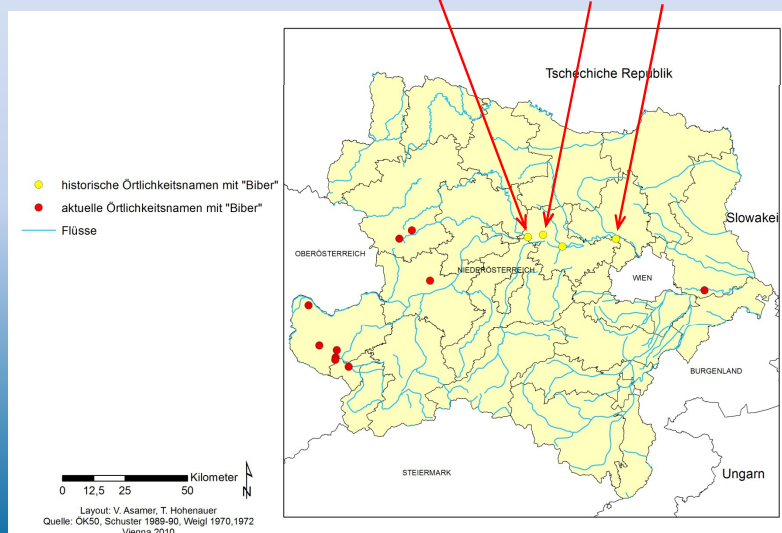 Tschechiche Republik
historische Örtlichkeitsnamen mit "Biber"
aktuelle Örtlichkeitsnamen mit "Biber"
Flüsse
Slowakei
OBERÖSTERREICH
NIEDERÖSTERREICH
WIEN
BURGENLAND
STEIERMARK
Ungarn
Kilometer
N
0 12,5 25 50
Layout: V. Asamer, T. Hohenauer
Quelle: ÖK50, Schuster 1989-90, Weigl 1970,1972
Vienna 2010